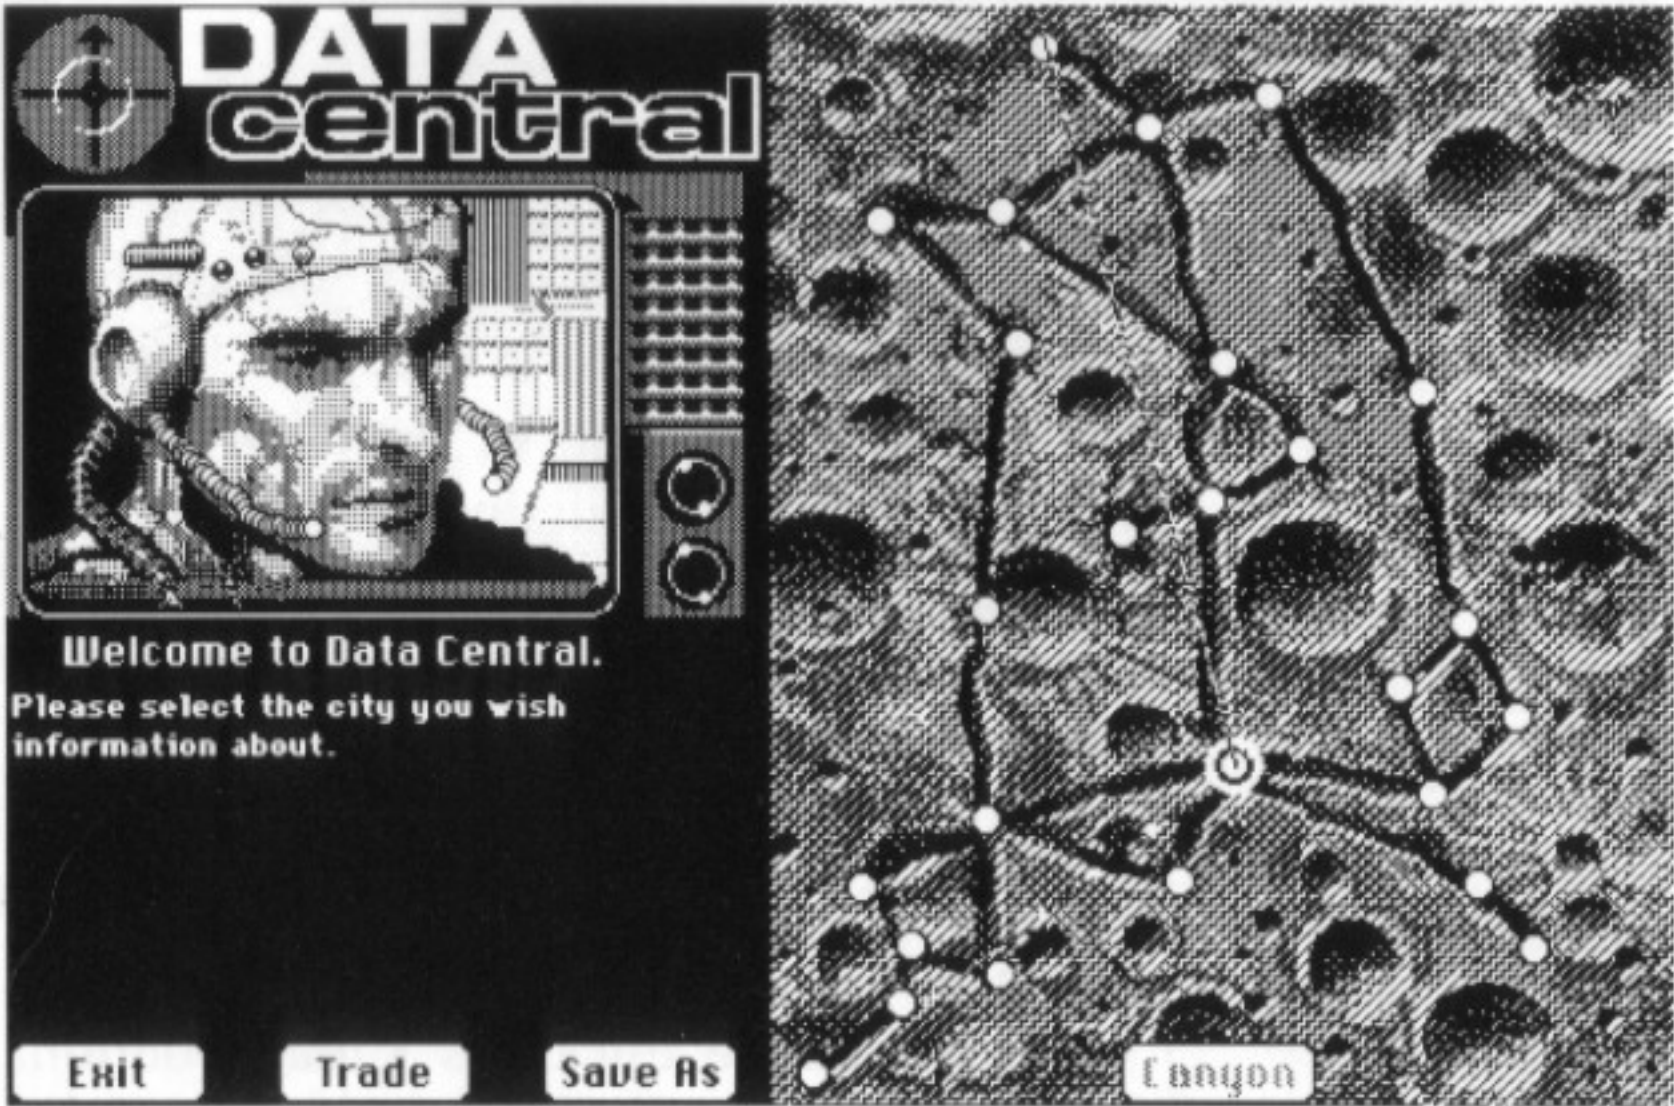 DATA
central
Welcome to Data Central.
Please select the city you wish
information about.
Exit
Trade
Save As
Canyon